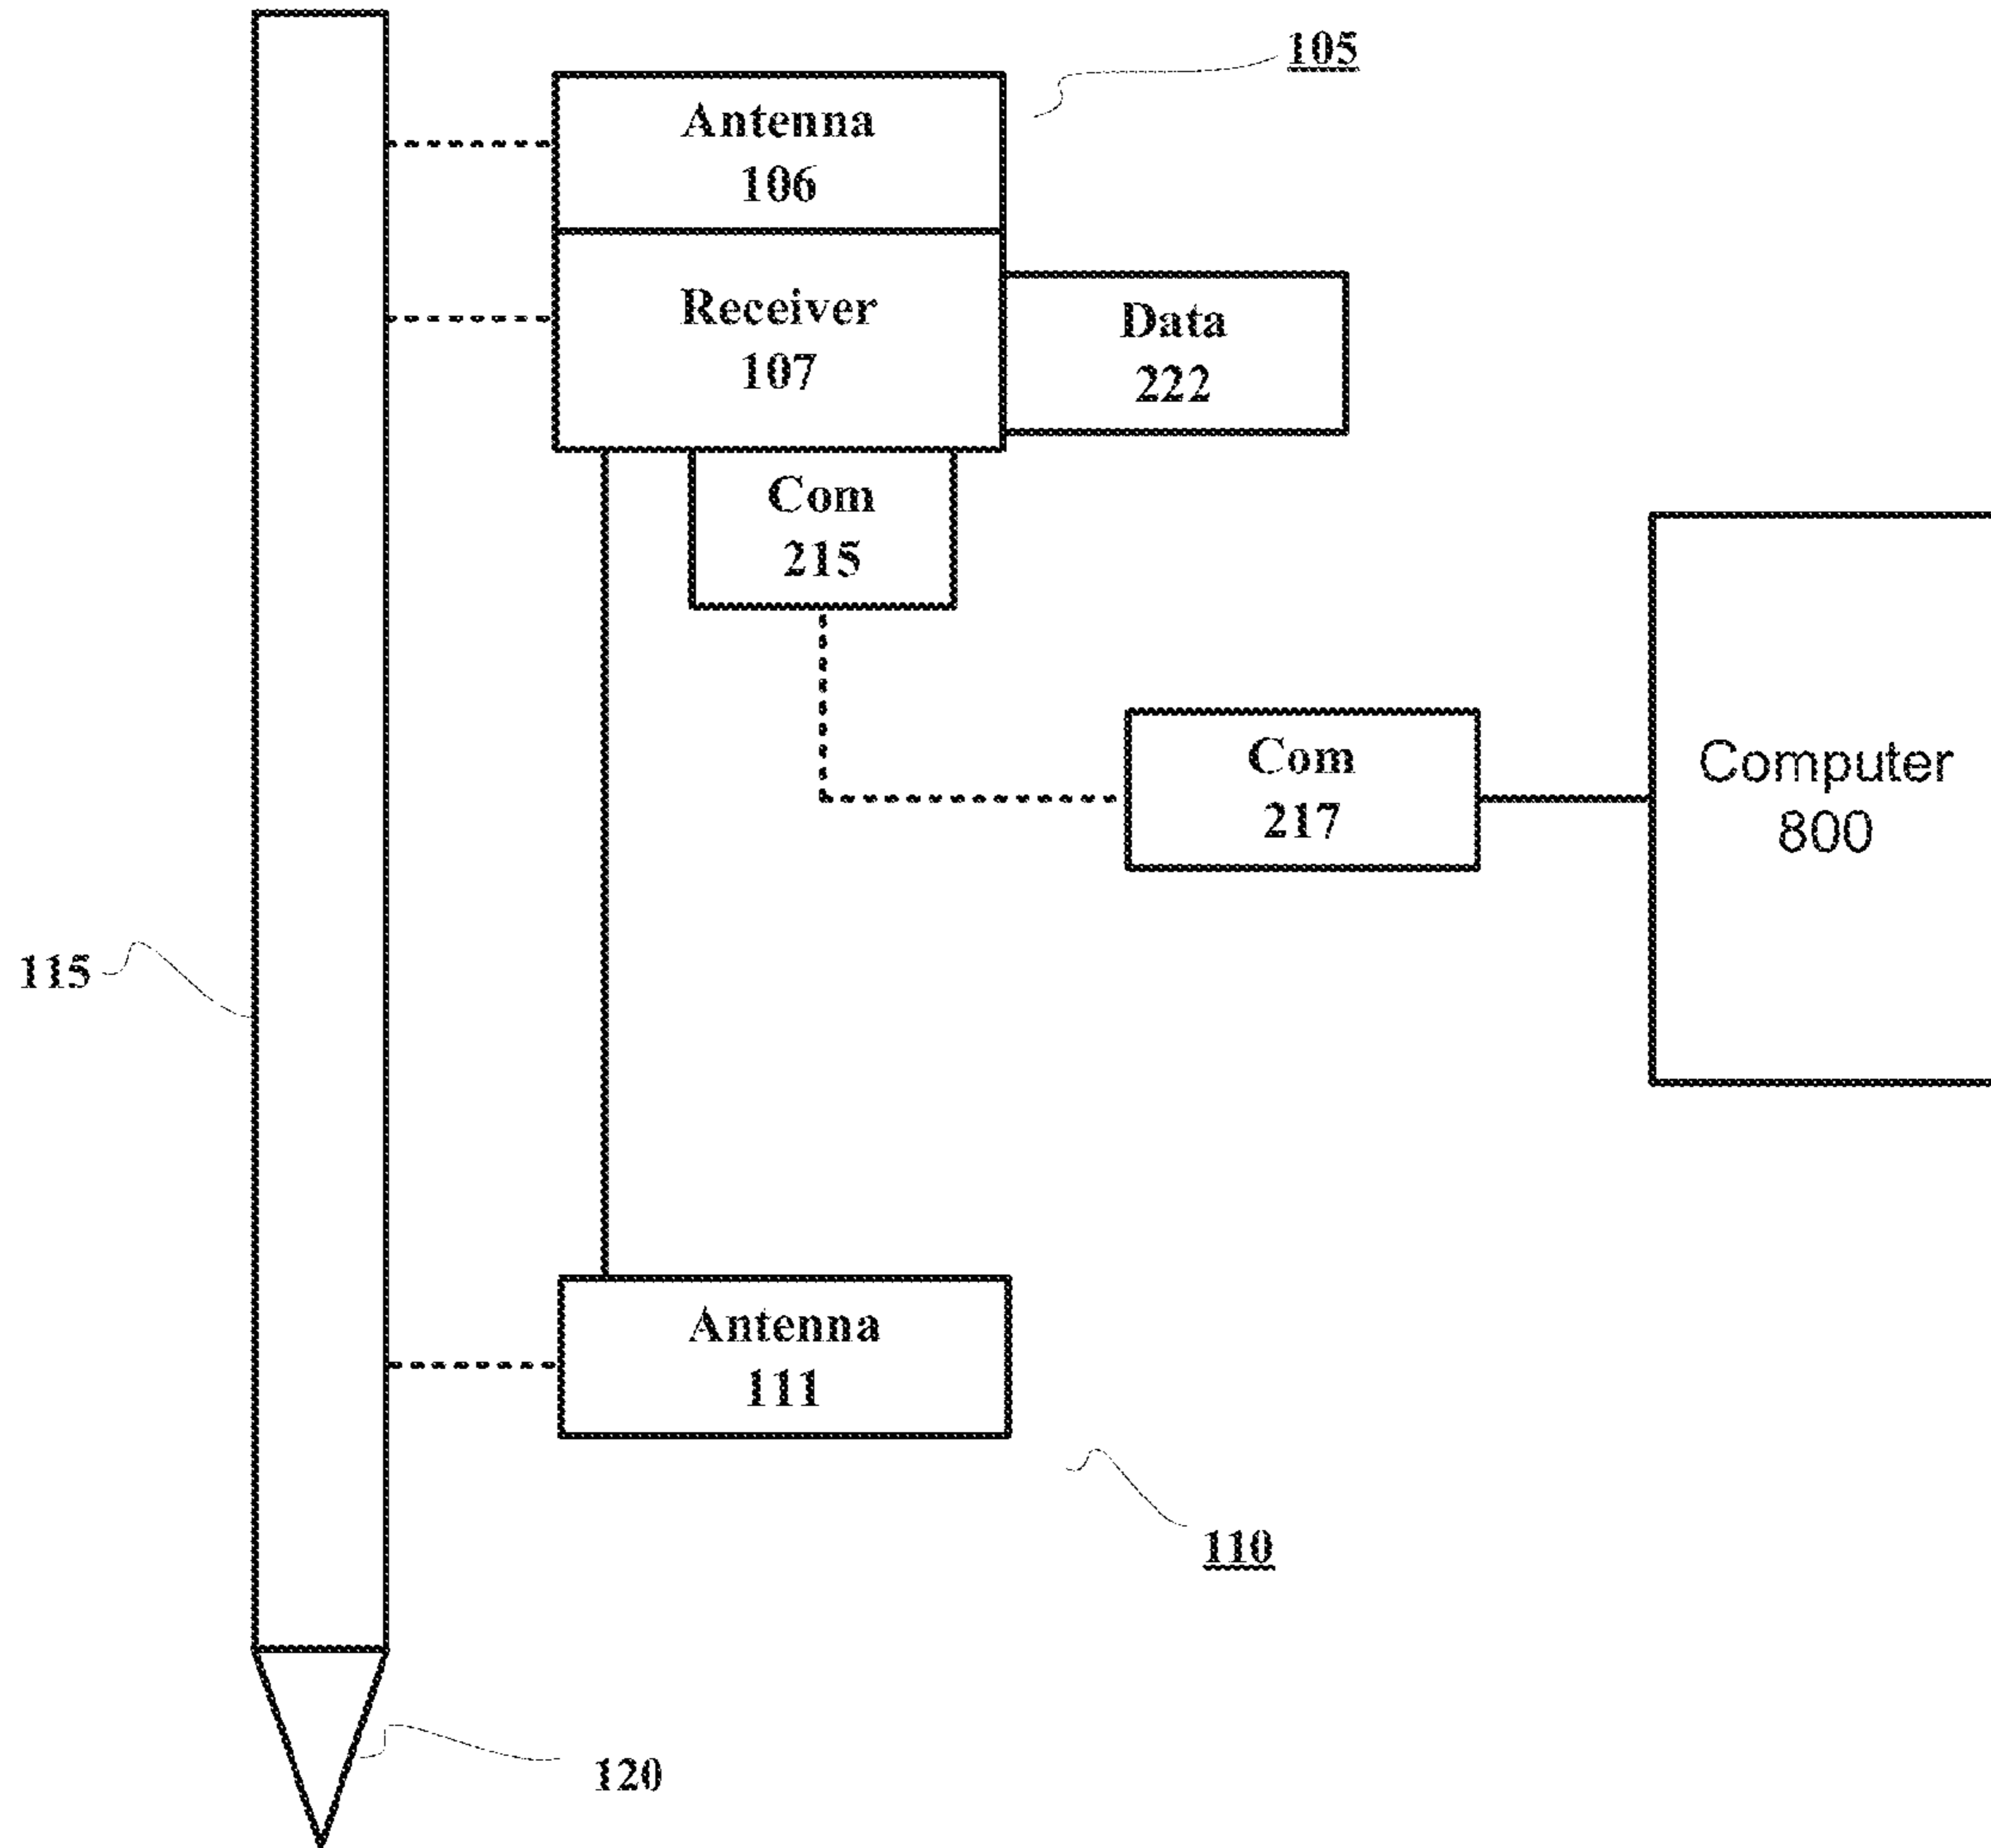 105
Antenna
106
Receiver
107
Data
222
Com
215
Com
217
Computer
800
115
Antenna
111
110
120